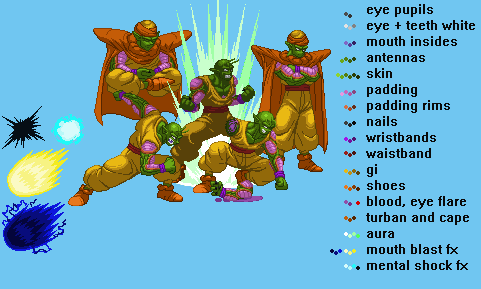 eye pupils
eye + teeth white
mouth insides
antennas
skin
padding
padding rims
nails
wristbands
waistband
gi
shoes
blood, eye flare
turban and cape
aura
mouth blast fx
mental shock fx